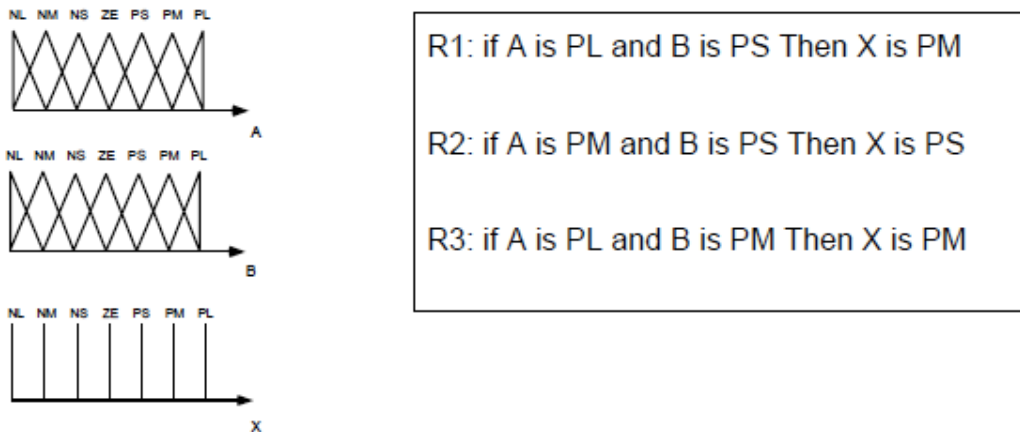 NL NM NS ZE PS PM PL
A
NL NM NS ZE PS PM PL
B
NL NM NS ZE PS PM PL
X
R1: if A is PL and B is PS Then X is PM
R2: if A is PM and B is PS Then X is PS
R3: if A is PL and B is PM Then X is PM